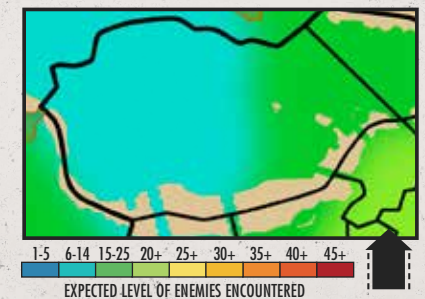 1-5 6-14 15-25 20+ 25+ 30+ 35+ 40+ 45+
EXPECTED LEVEL OF ENEMIES ENCOUNTERED